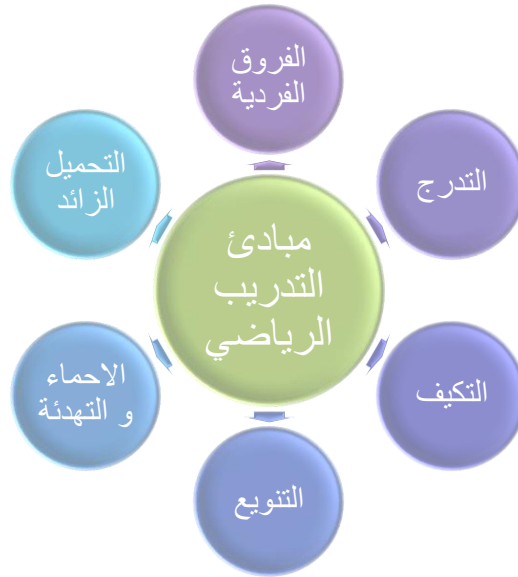 الفروق
الفردية
التدرج
التكيف
التنويع
الاحماء
و التهدئة
التحميل
الزائد
مبادئ
التدريب
الرياضي